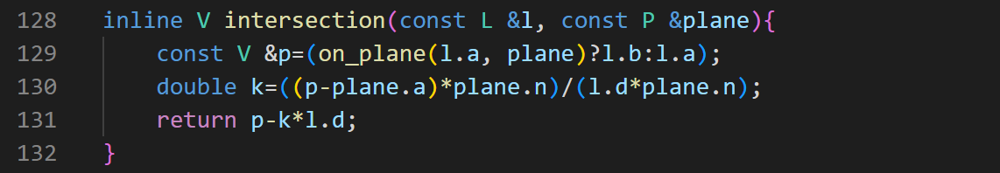 128 inline V intersection(const L &l, const P &plane){
129     const V &p=(on_plane(l.a, plane)?l.b:l.a);
130     double k=((p-plane.a)*plane.n)/(l.d*plane.n);
131     return p-k*l.d;
132 }